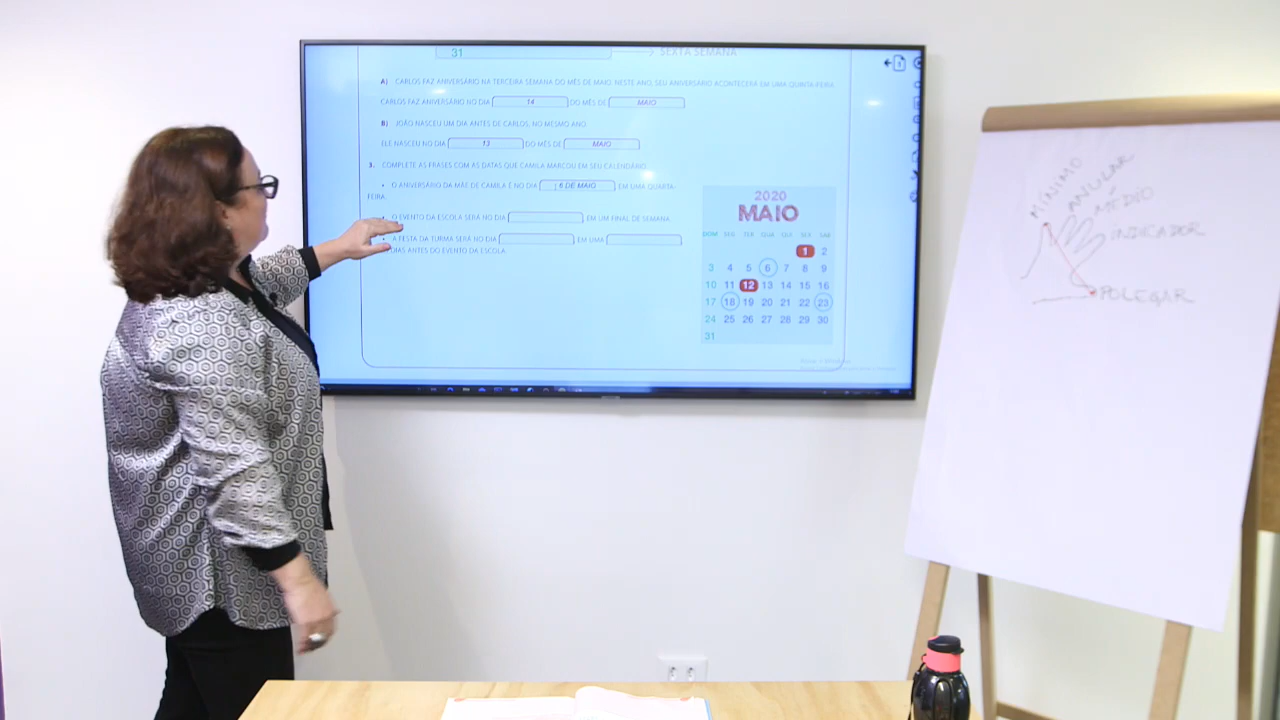 31 SEXTA SEMANA
A) CARLOS FAZ ANIVERSÁRIO NA TERCEIRA SEMANA DO MÊS DE MAIO. NESTE ANO, SEU ANIVERSÁRIO ACONTECERÁ EM UMA QUINTA-FEIRA.
CARLOS FAZ ANIVERSÁRIO NO DIA 14 DO MÊS DE MAIO
B) JOÃO NASCEU UM DIA ANTES DE CARLOS, NO MESMO ANO.
ELE NASCEU NO DIA 13 DO MÊS DE MAIO
3. COMPLETE AS FRASES COM AS DATAS QUE CAMILA MARCOU EM SEU CALENDÁRIO.
• O ANIVERSÁRIO DA MÃE DE CAMILA É NO DIA 6 DE MAIO EM UMA QUARTA-
FEIRA.
• O EVENTO DA ESCOLA SERÁ NO DIA , EM UM FINAL DE SEMANA.
• A FESTA DA TURMA SERÁ NO DIA EM UMA
DIAS ANTES DO EVENTO DA ESCOLA.
2020
MAIO
DOM SEG TER QUA QUI SEX SAB
1 2
3 4 5 6 7 8 9
10 11 12 13 14 15 16
17 18 19 20 21 22 23
24 25 26 27 28 29 30
31
MÍNIMO
ANULAR
MÉDIO
INDICADOR
POLEGAR